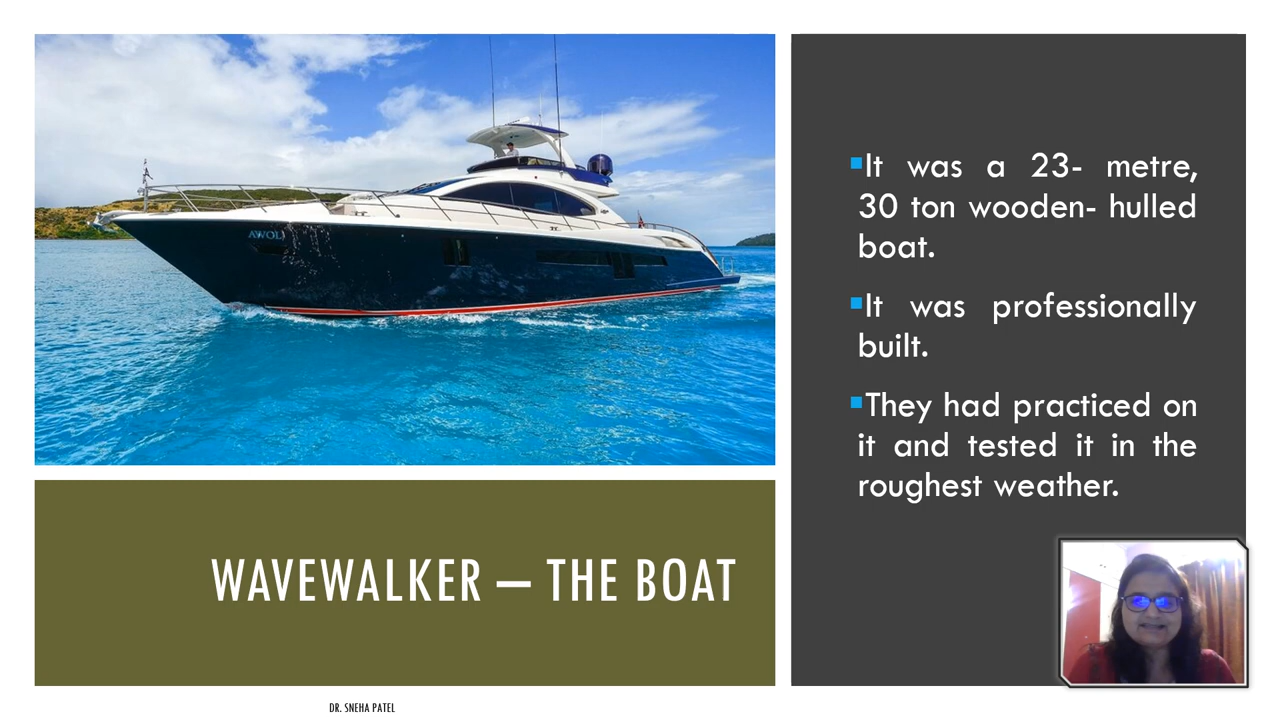 AWOL
It was a 23- metre,
30 ton wooden- hulled
boat.
It was professionally
built.
They had practiced on
it and tested it in the
roughest weather.
WAVEWALKER – THE BOAT
DR. SNEHA PATEL